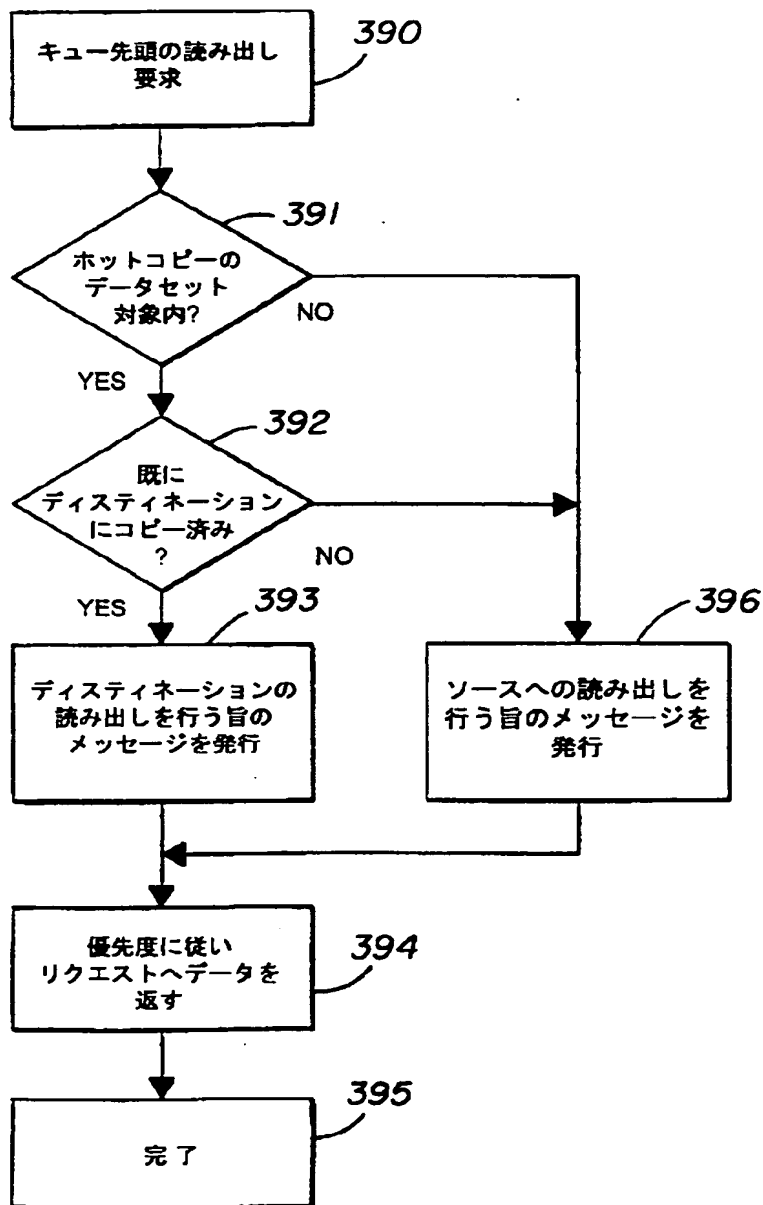 キュー先頭の読み出し
要求
390
391
ホットコピーの
データセット
対象内?
NO
YES
392
既に
ディスティネーション
にコピー済み
?
NO
YES
393
396
ディスティネーションの
読み出しを行う旨の
メッセージを発行
ソースへの読み出しを
行う旨のメッセージを
発行
優先度に従い
リクエストへデータを
返す
394
395
完了